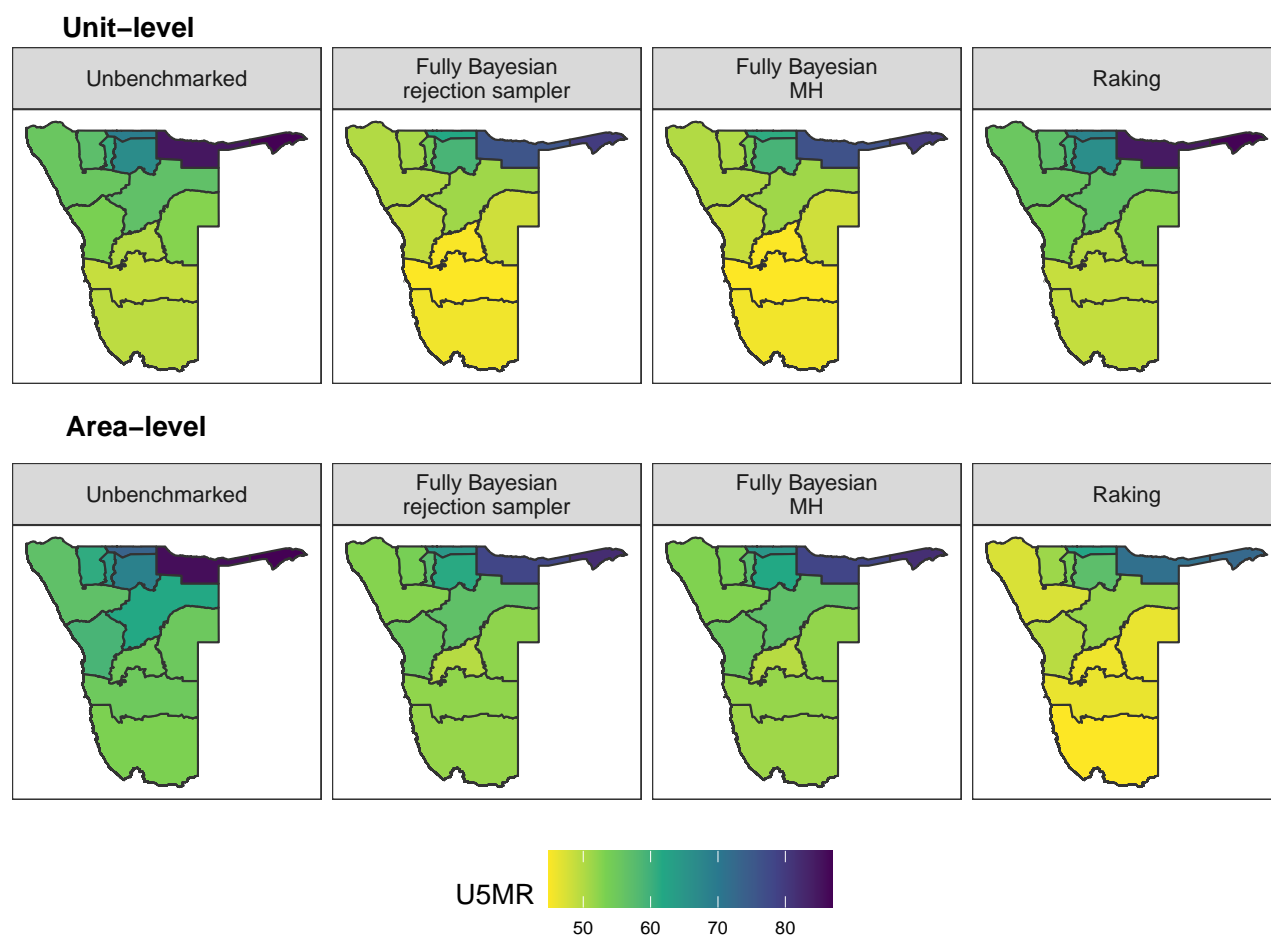 Unit−level
Unbenchmarked
Fully Bayesian
rejection sampler
Fully Bayesian
MH
Raking
Area−level
Unbenchmarked
Fully Bayesian
rejection sampler
Fully Bayesian
MH
Raking
U5MR
50 60 70 80